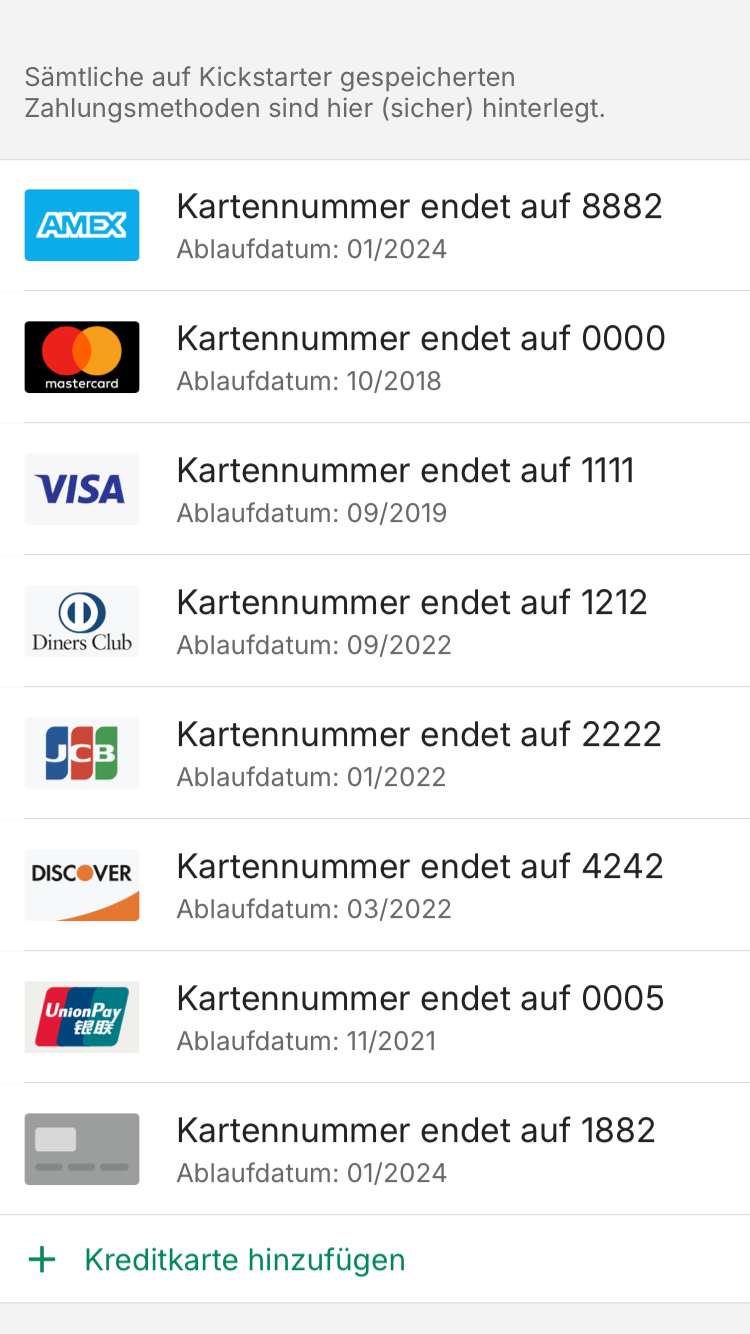 Sämtliche auf Kickstarter gespeicherten
Zahlungsmethoden sind hier (sicher) hinterlegt.
AMEX
Kartennummer endet auf 8882
Ablaufdatum: 01/2024
mastercard
Kartennummer endet auf 0000
Ablaufdatum: 10/2018
VISA
Kartennummer endet auf 1111
Ablaufdatum: 09/2019
Diners Club
Kartennummer endet auf 1212
Ablaufdatum: 09/2022
JCB
Kartennummer endet auf 2222
Ablaufdatum: 01/2022
DISCOVER
Kartennummer endet auf 4242
Ablaufdatum: 03/2022
UnionPay
银联
Kartennummer endet auf 0005
Ablaufdatum: 11/2021
Kartennummer endet auf 1882
Ablaufdatum: 01/2024
+ Kreditkarte hinzufügen